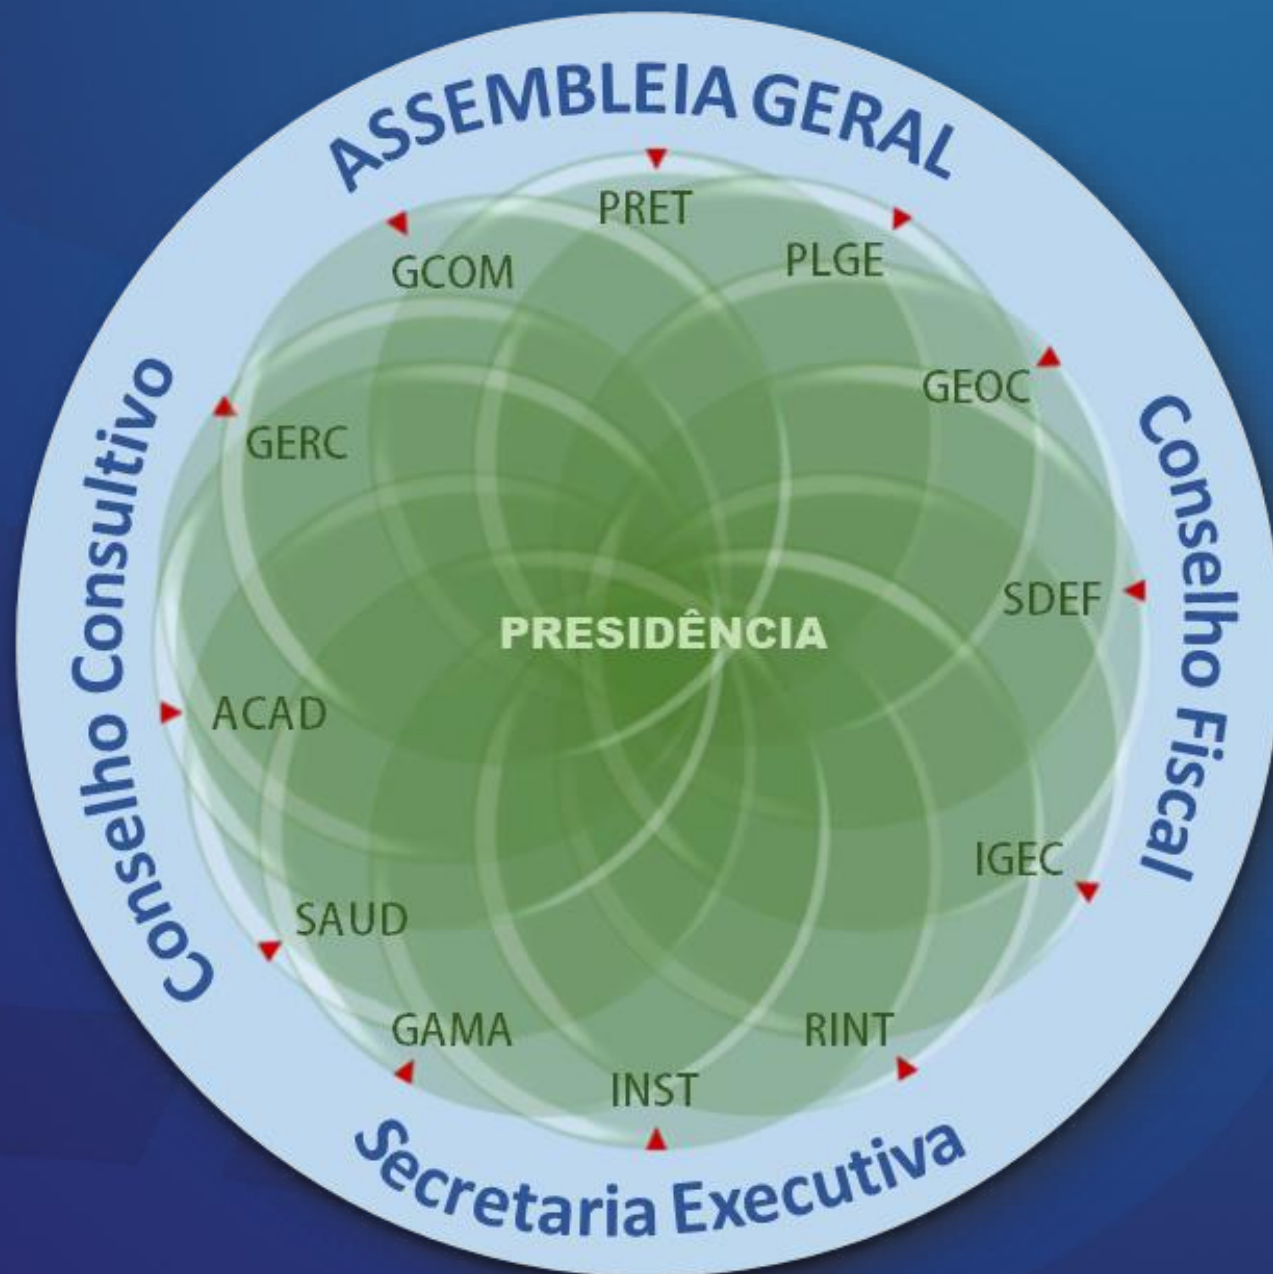 ASSEMBLEIA GERAL
PRET
GCOM
PLGE
GEOC
GERC
Conselho Consultivo
Conselho Fiscal
SDEF
PRESIDÊNCIA
ACAD
IGEC
SAUD
GAMA
RINT
INST
Secretaria Executiva